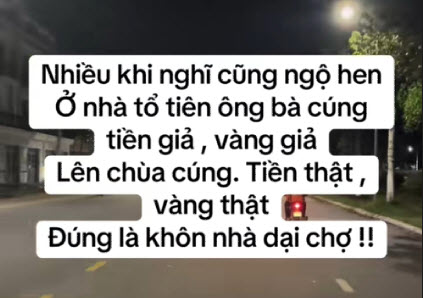 Nhiều khi nghĩ cũng ngộ hen
Ở nhà tổ tiên ông bà cúng
tiền giả , vàng giả
Lên chùa cúng. Tiền thật ,
vàng thật
Đúng là khôn nhà dại chợ !!